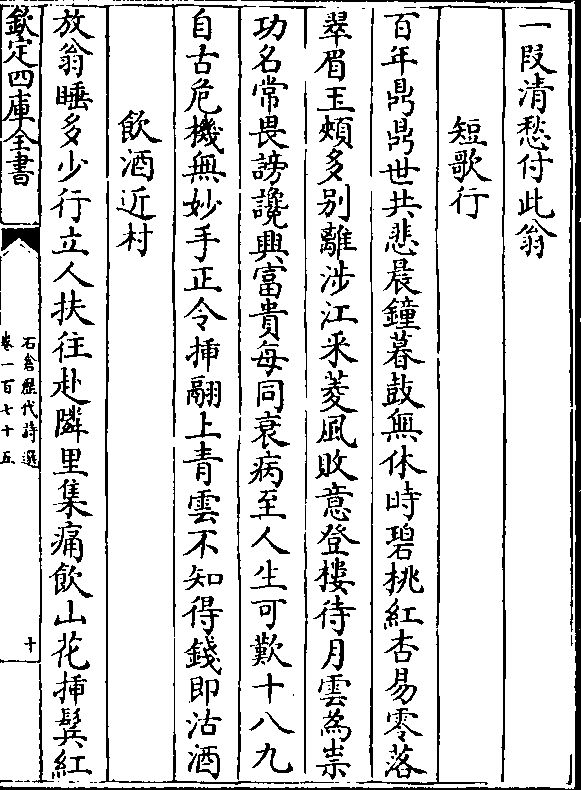 一段清愁付此翁
短歌行
百年鼎鼎世共悲晨鐘暮鼓無休時碧桃紅杏易零落
翠眉玉頰多別離涉江采菱風敗意登樓待月雲為祟
功名常畏謗讒興富貴每同衰病至人生可歎十八九
自古危機無妙手正令揷翮上青雲不知得錢即沽酒
飲酒近村
放翁睡多少行立人扶往赴隣里集痛飲山花揷鬂紅
欽定四庫全書
石倉歷代詩選
卷一百七十五
十